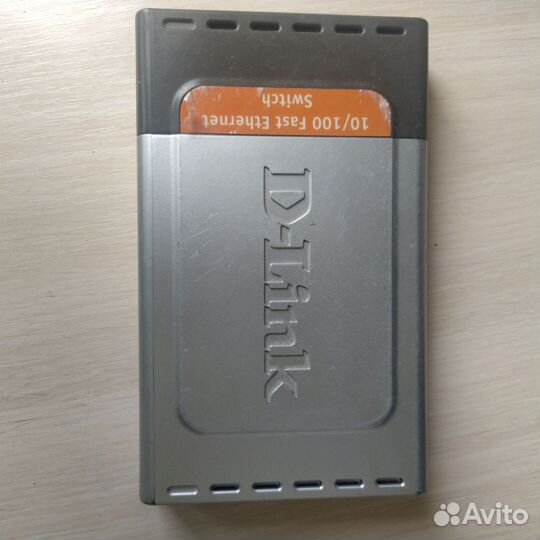 10/100 Fast Ethernet
Switch
D-Link
Avito